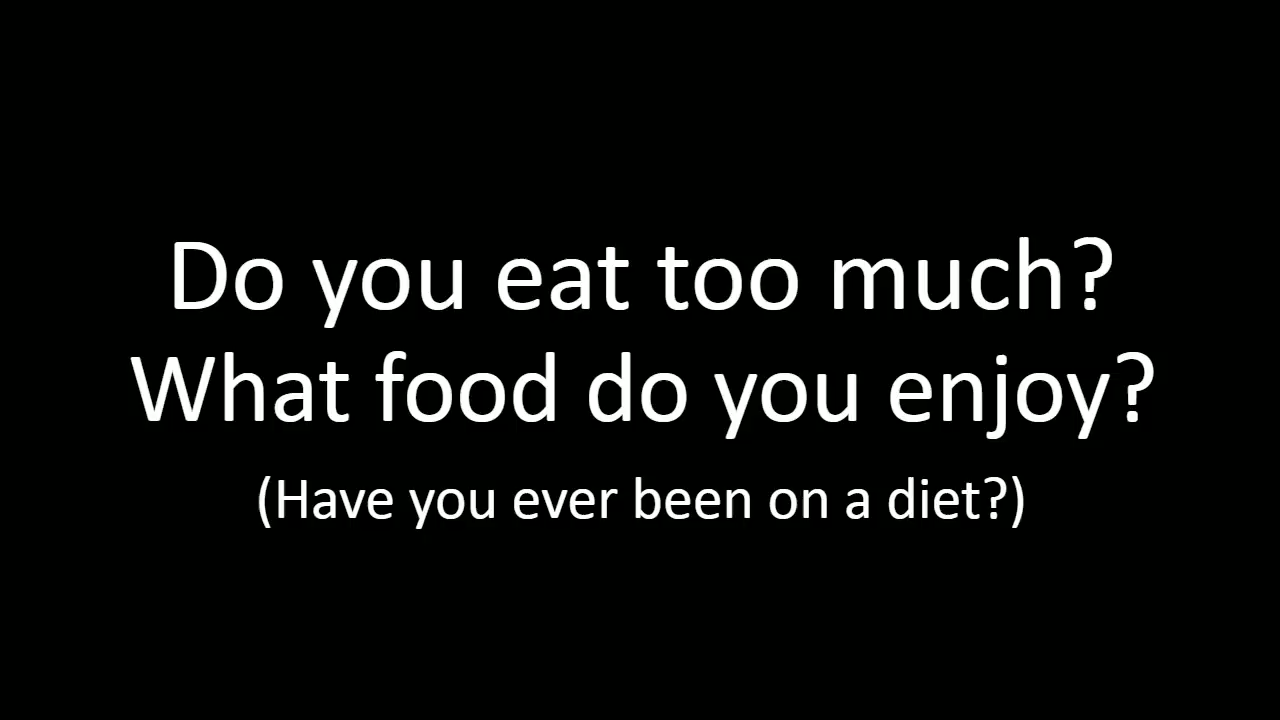 Do you eat too much?
What food do you enjoy?
(Have you ever been on a diet?)